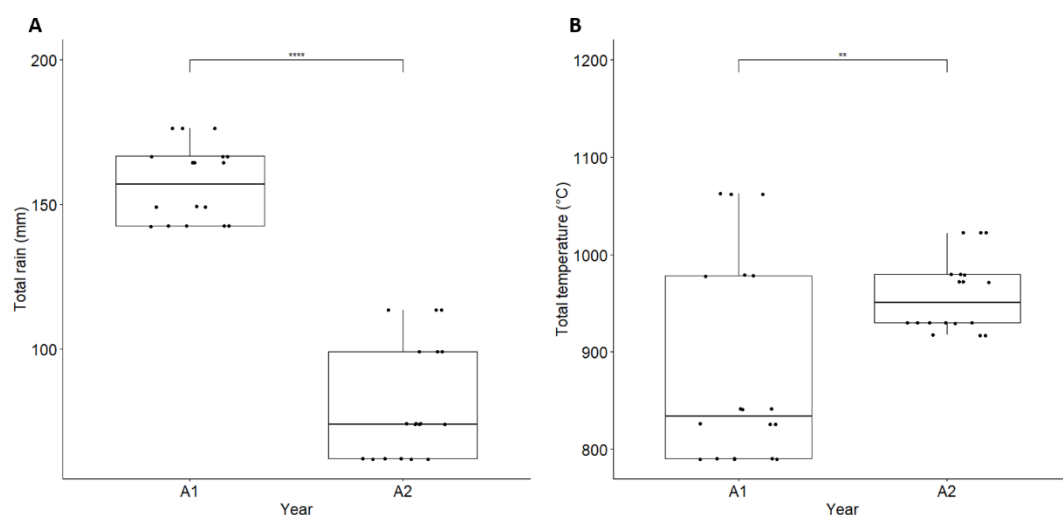 A
Total rain (mm)
200
150
100
****
A1
A2
Year
B
Total temperature (°C)
1200
1100
1000
900
800
**
A1
A2
Year